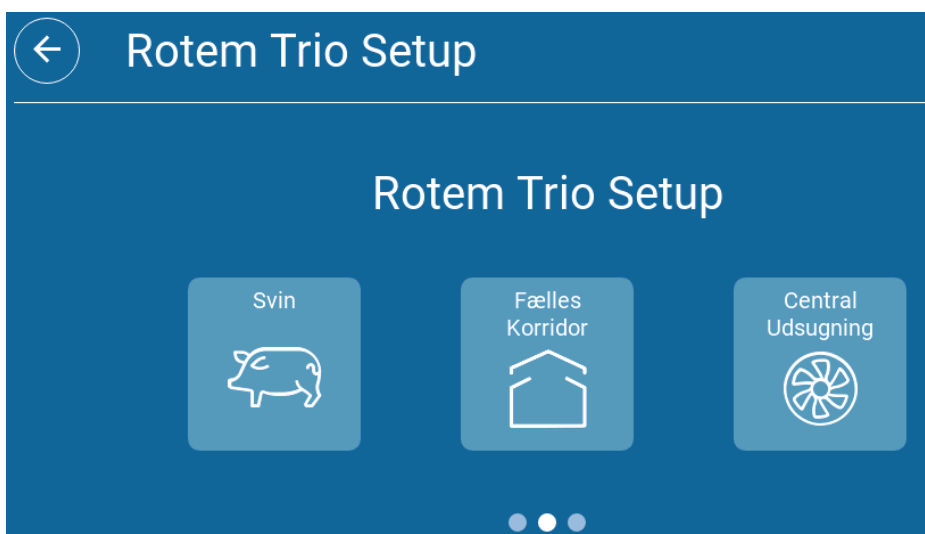 Rotem Trio Setup
Rotem Trio Setup
Svin
Fælles
Korridor
Central
Udsugning